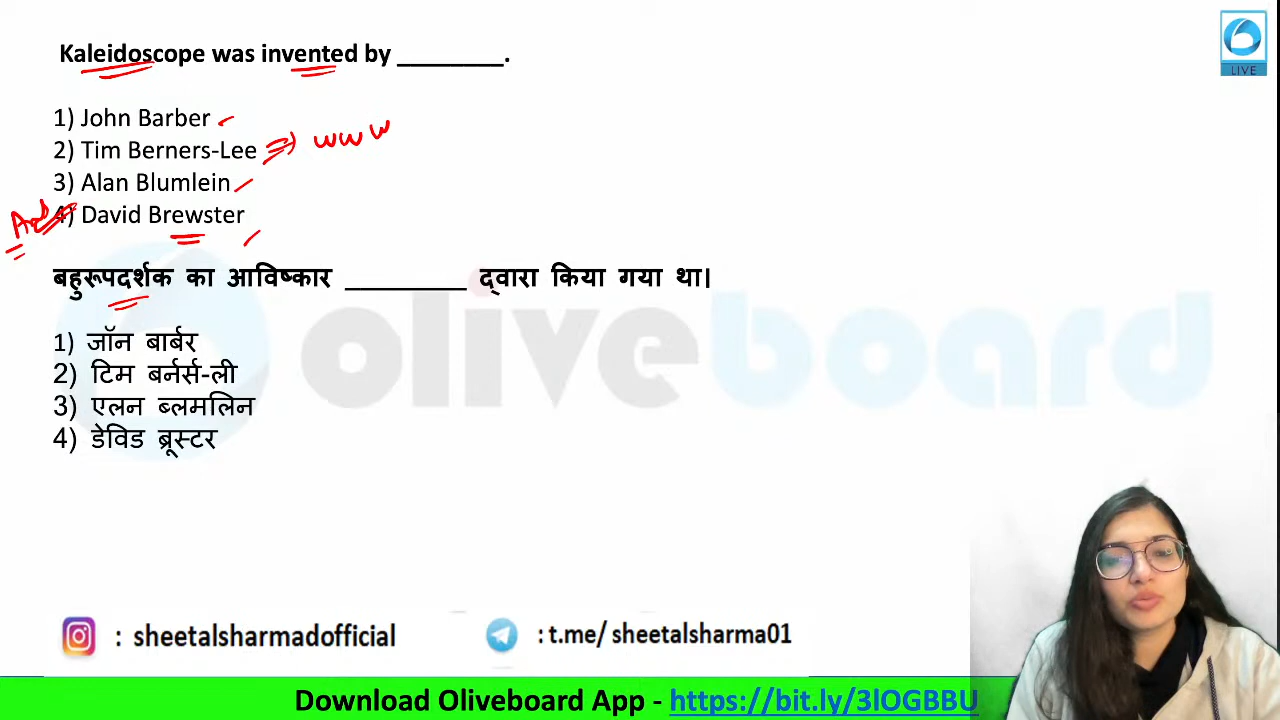 Kaleidoscope was invented by ________.
LIVE
1) John Barber
2) Tim Berners-Lee ⇒ www
3) Alan Blumlein
Ans 4) David Brewster
बहुरूपदर्शक का आविष्कार _________ द्वारा किया गया था।
oliveboard
1) जॉन बार्बर
2) टिम बर्नर्स-ली
3) एलन ब्लमलिन
4) डेविड ब्रूस्टर
: sheetalsharmadofficial
: t.me/ sheetalsharma01
Download Oliveboard App - https://bit.ly/3lOGBBU